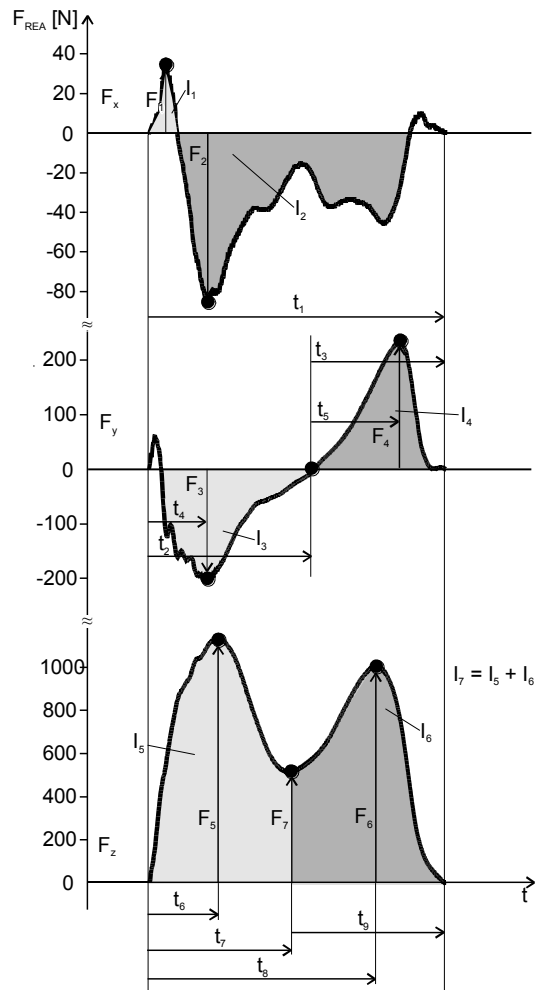 F_REA [N]
40
20
F_x
F_1
I_1
0
F_2
-20
I_2
-40
-60
-80
t_1
≈
200
t_3
100
t_5
I_4
F_y
F_4
0
F_3
t_4
-100
t_2
I_3
-200
≈
1000
I_7 = I_5 + I_6
I_5
I_6
800
600
400
F_5
F_7
F_6
200
F_z
0
t
t_6
t_7
t_9
t_8